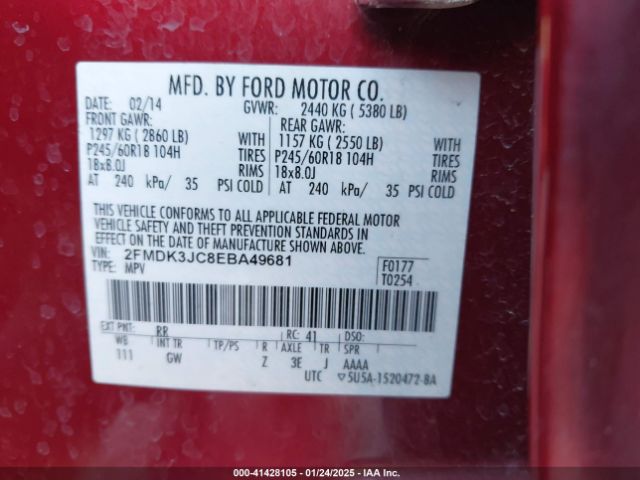 MFD. BY FORD MOTOR CO.
DATE: 02/14 GVWR: 2440 KG ( 5380 LB)
FRONT GAWR: REAR GAWR:
1297 KG ( 2860 LB) WITH 1157 KG ( 2550 LB) WITH
P245/60R18 104H TIRES P245/60R18 104H TIRES
18x8.0J RIMS 18x8.0J RIMS
AT 240 kPa/ 35 PSI COLD AT 240 kPa/ 35 PSI COLD
THIS VEHICLE CONFORMS TO ALL APPLICABLE FEDERAL MOTOR
VEHICLE SAFETY AND THEFT PREVENTION STANDARDS IN
EFFECT ON THE DATE OF MANUFACTURE SHOWN ABOVE.
VIN: 2FMDK3JC8EBA49681 F0177
TYPE: MPV T0254
EXT PNT: RR RC: 41 DSO:
WB INT TR TP/PS R AXLE TR SPR
111 GW Z 3E J AAAA
UTC ▽5U5A-1520472-BA
000-41428105 - 01/24/2025 - IAA Inc.